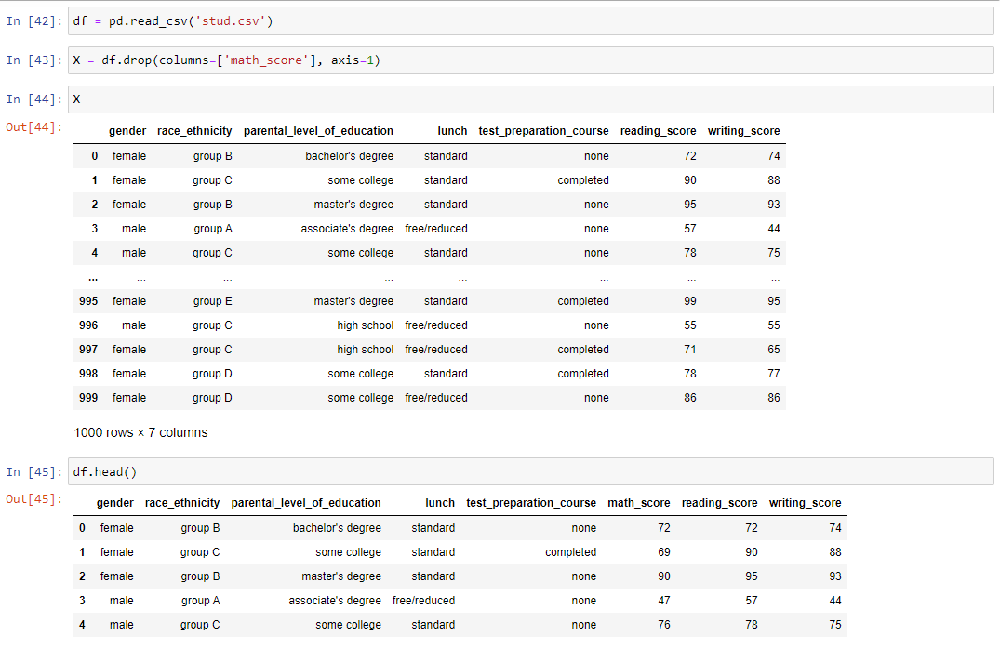 In [42]: df = pd.read_csv('stud.csv')
In [43]: X = df.drop(columns=['math_score'], axis=1)
In [44]: X
Out[44]:
gender race_ethnicity parental_level_of_education lunch test_preparation_course reading_score writing_score
0 female group B bachelor's degree standard none 72 74
1 female group C some college standard completed 90 88
2 female group B master's degree standard none 95 93
3 male group A associate's degree free/reduced none 57 44
4 male group C some college standard none 78 75
... ... ... ... ... ... ... ...
995 female group E master's degree standard completed 99 95
996 male group C high school free/reduced none 55 55
997 female group C high school free/reduced completed 71 65
998 female group D some college standard completed 78 77
999 female group D some college free/reduced none 86 86
1000 rows × 7 columns
In [45]: df.head()
Out[45]:
gender race_ethnicity parental_level_of_education lunch test_preparation_course math_score reading_score writing_score
0 female group B bachelor's degree standard none 72 72 74
1 female group C some college standard completed 69 90 88
2 female group B master's degree standard none 90 95 93
3 male group A associate's degree free/reduced none 47 57 44
4 male group C some college standard none 76 78 75